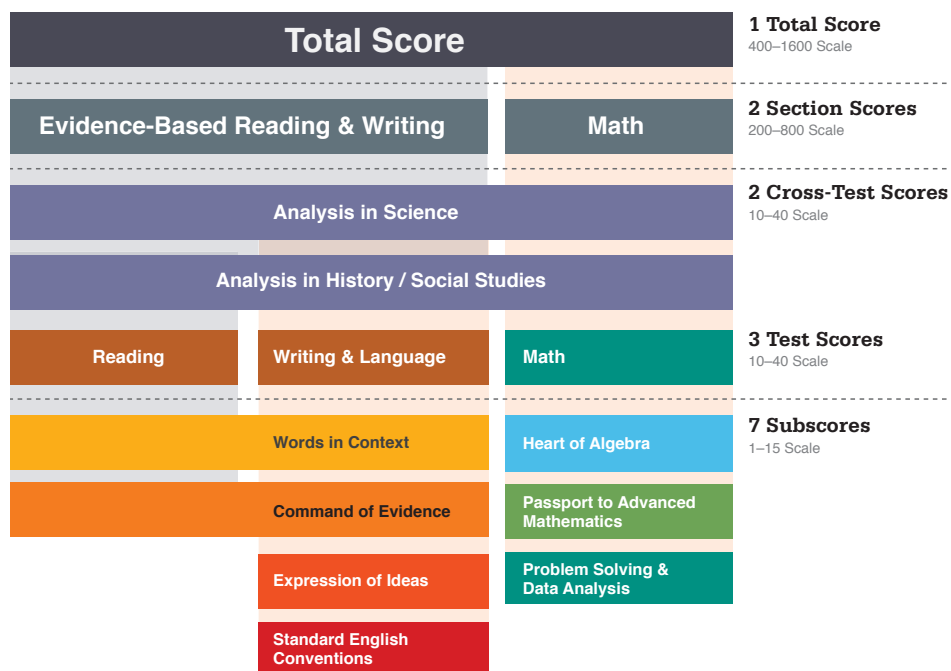 Total Score
1 Total Score
400–1600 Scale
Evidence-Based Reading & Writing
Math
2 Section Scores
200–800 Scale
Analysis in Science
2 Cross-Test Scores
10–40 Scale
Analysis in History / Social Studies
Reading
Writing & Language
Math
3 Test Scores
10–40 Scale
Words in Context
Heart of Algebra
7 Subscores
1–15 Scale
Command of Evidence
Passport to Advanced
Mathematics
Expression of Ideas
Problem Solving &
Data Analysis
Standard English
Conventions